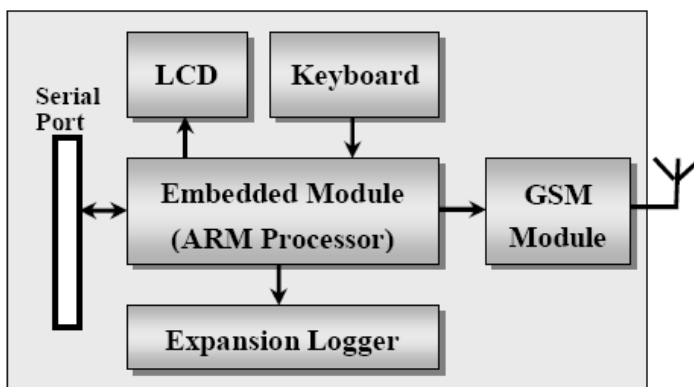 LCD
Keyboard
Serial
Port
Embedded Module
(ARM Processor)
GSM
Module
Expansion Logger